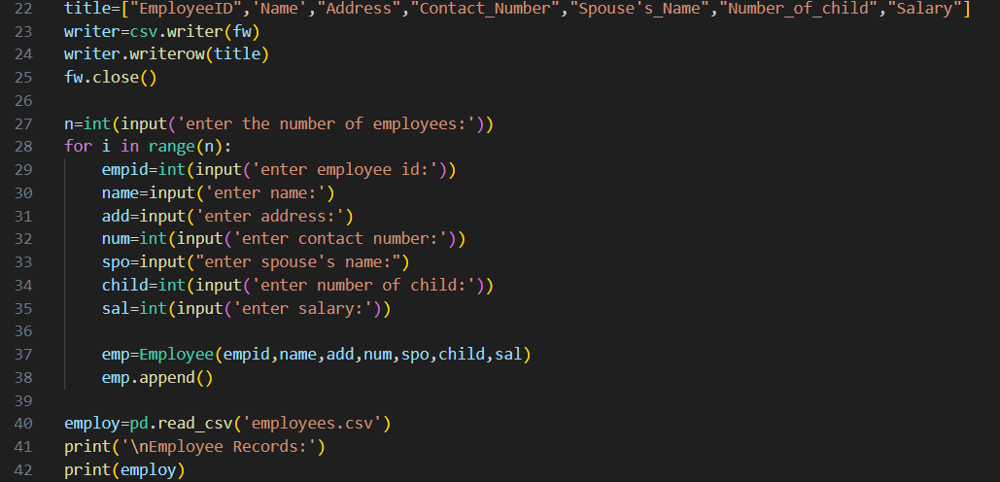 22 title=["EmployeeID",'Name',"Address","Contact_Number","Spouse's_Name","Number_of_child","Salary"]
23 writer=csv.writer(fw)
24 writer.writerow(title)
25 fw.close()
26
27 n=int(input('enter the number of employees:'))
28 for i in range(n):
29     empid=int(input('enter employee id:'))
30     name=input('enter name:')
31     add=input('enter address:')
32     num=int(input('enter contact number:'))
33     spo=input("enter spouse's name:")
34     child=int(input('enter number of child:'))
35     sal=int(input('enter salary:'))
36
37     emp=Employee(empid,name,add,num,spo,child,sal)
38     emp.append()
39
40 employ=pd.read_csv('employees.csv')
41 print('\nEmployee Records:')
42 print(employ)